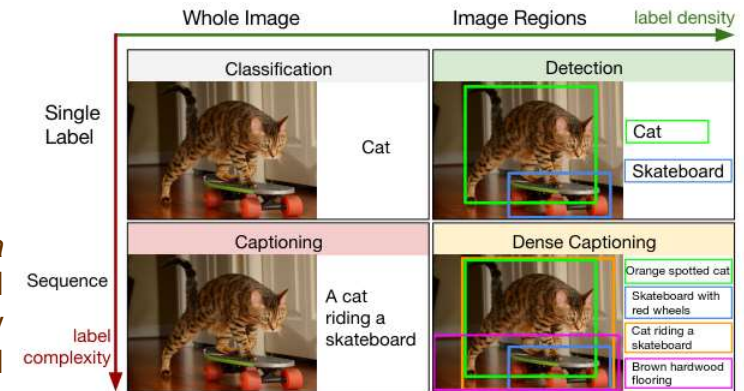 Whole Image
Image Regions
label density
Single
Label
Classification
Cat
Detection
Cat
Skateboard
Sequence
label
complexity
Captioning
A cat
riding a
skateboard
Dense Captioning
Orange spotted cat
Skateboard with
red wheels
Cat riding a
skateboard
Brown hardwood
flooring